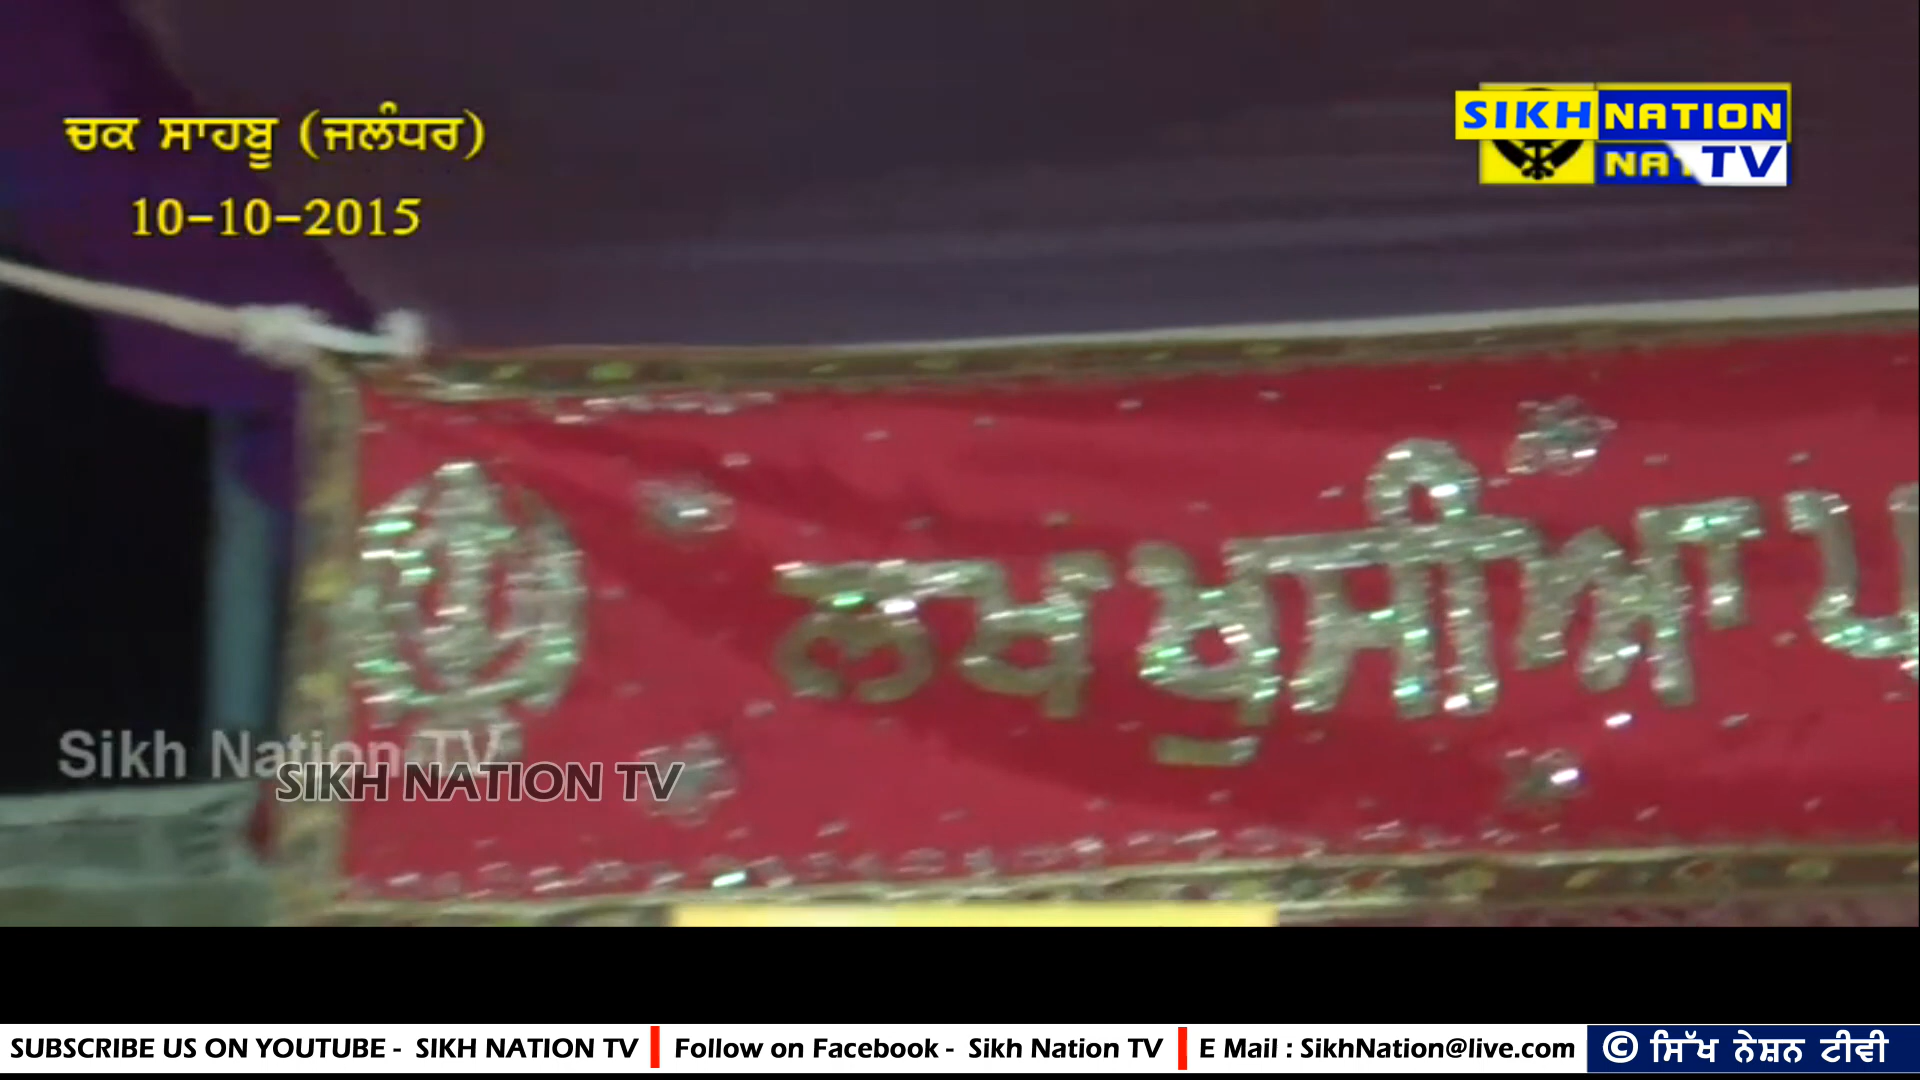 ਚਕ ਸਾਹਬੂ (ਜਲੰਧਰ)
10-10-2015
SIKH NATION
NAT TV
ਲਖ ਖੁਸੀਆ ਪ
Sikh Nation TV
SIKH NATION TV
SUBSCRIBE US ON YOUTUBE - SIKH NATION TV Follow on Facebook - Sikh Nation TV E Mail : SikhNation@live.com © ਸਿੱਖ ਨੇਸ਼ਨ ਟੀਵੀ